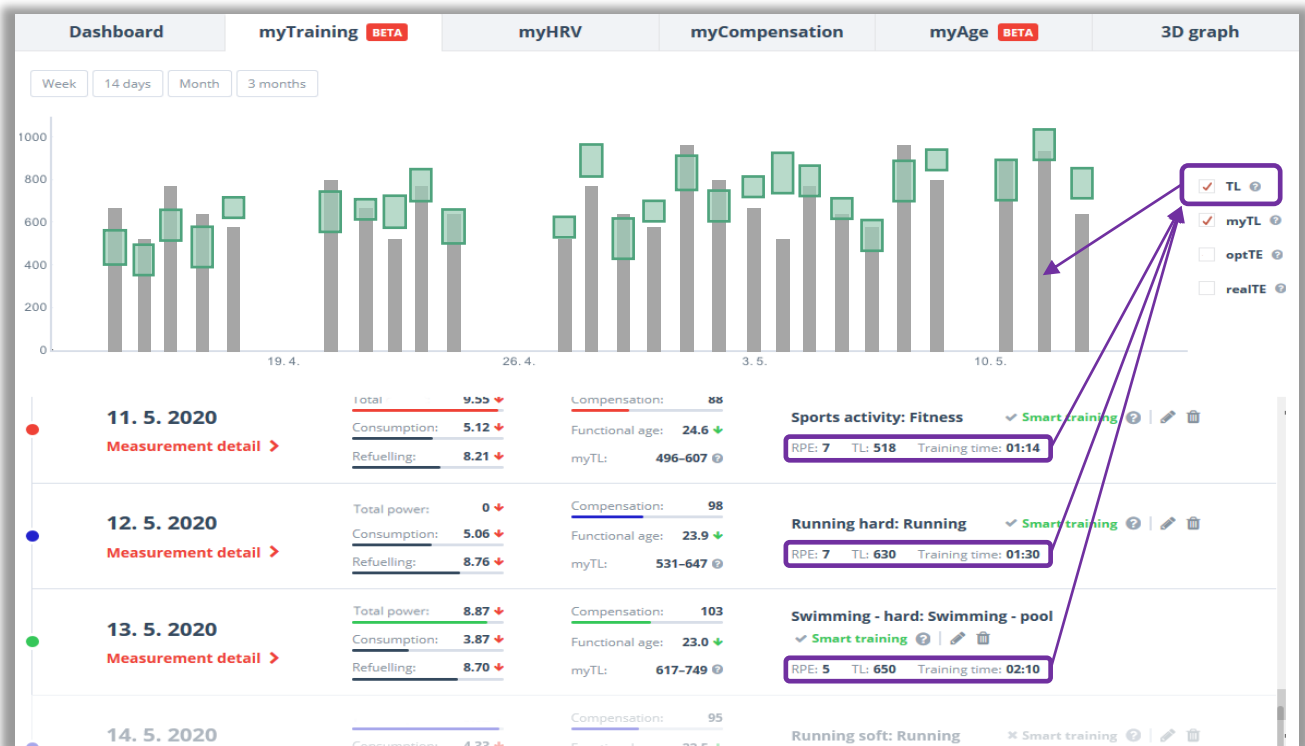 Dashboard myTraining BETA myHRV myCompensation myAge BETA 3D graph
Week 14 days Month 3 months
1000
800
600
400
200
0
19. 4. 26. 4. 3. 5. 10. 5.
TL
myTL
optTE
realTE
11. 5. 2020
Measurement detail
Total 9.55
Consumption: 5.12
Refuelling: 8.21
Compensation: 88
Functional age: 24.6
myTL: 496–607
Sports activity: Fitness Smart training
RPE: 7 TL: 518 Training time: 01:14
12. 5. 2020
Measurement detail
Total power: 0
Consumption: 5.06
Refuelling: 8.76
Compensation: 98
Functional age: 23.9
myTL: 531–647
Running hard: Running Smart training
RPE: 7 TL: 630 Training time: 01:30
13. 5. 2020
Measurement detail
Total power: 8.87
Consumption: 3.87
Refuelling: 8.70
Compensation: 103
Functional age: 23.0
myTL: 617–749
Swimming - hard: Swimming - pool
Smart training
RPE: 5 TL: 650 Training time: 02:10
14. 5. 2020
Consumption: 4.33
Compensation: 95
Running soft: Running Smart training